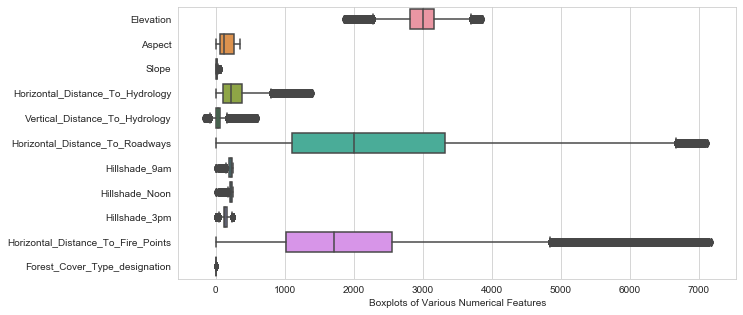 Elevation
Aspect
Slope
Horizontal_Distance_To_Hydrology
Vertical_Distance_To_Hydrology
Horizontal_Distance_To_Roadways
Hillshade_9am
Hillshade_Noon
Hillshade_3pm
Horizontal_Distance_To_Fire_Points
Forest_Cover_Type_designation
0 1000 2000 3000 4000 5000 6000 7000
Boxplots of Various Numerical Features